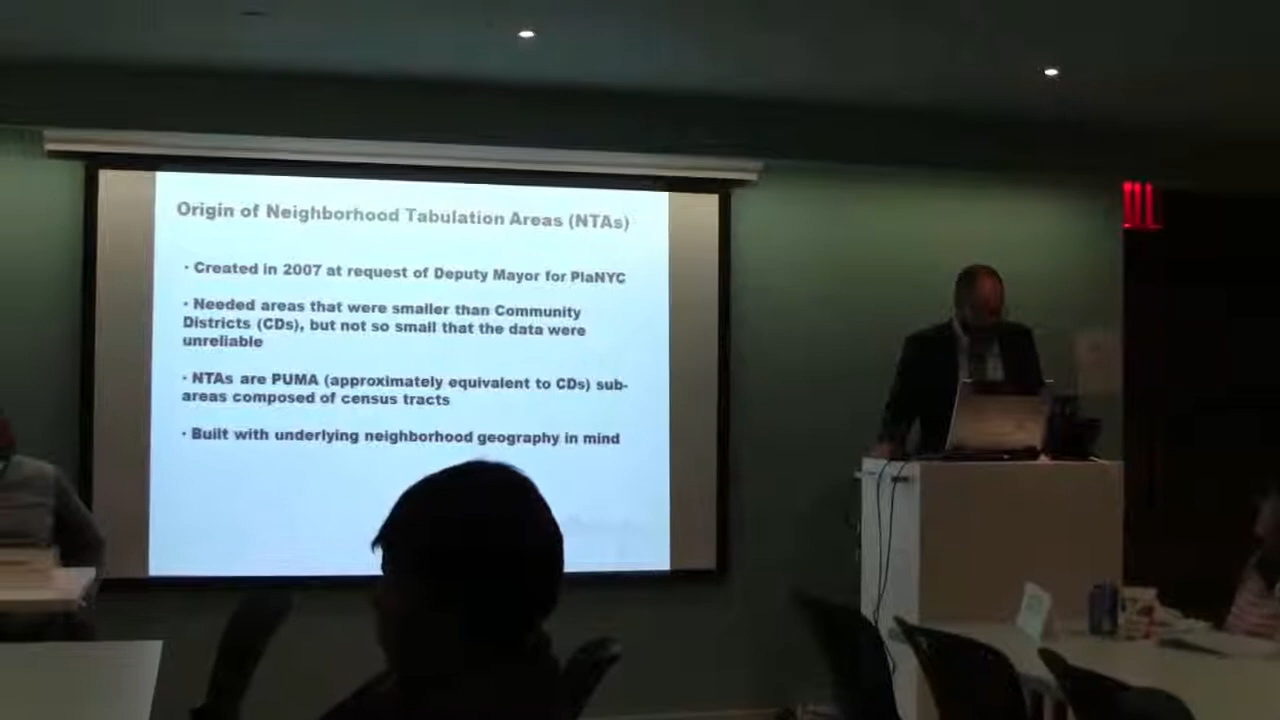 Origin of Neighborhood Tabulation Areas (NTAs)
· Created in 2007 at request of Deputy Mayor for PlaNYC
· Needed areas that were smaller than Community
Districts (CDs), but not so small that the data were
unreliable
· NTAs are PUMA (approximately equivalent to CDs) sub-
areas composed of census tracts
· Built with underlying neighborhood geography in mind